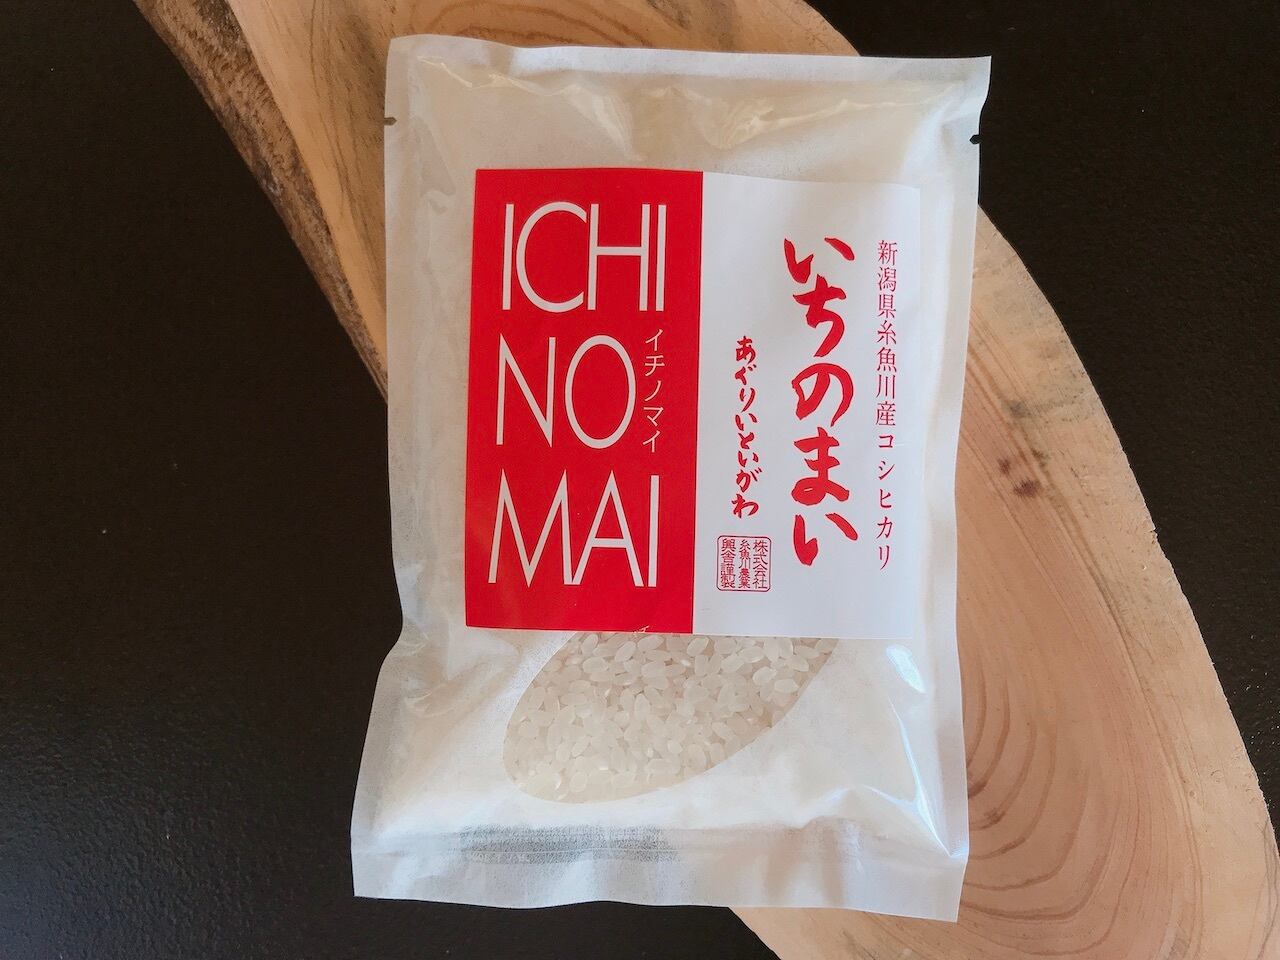 ICHI
NO
MAI
イチノマイ
新潟県糸魚川産コシヒカリ
いちのまい
あぐりいといがわ
株式会社
糸魚川農業
興舎謹製